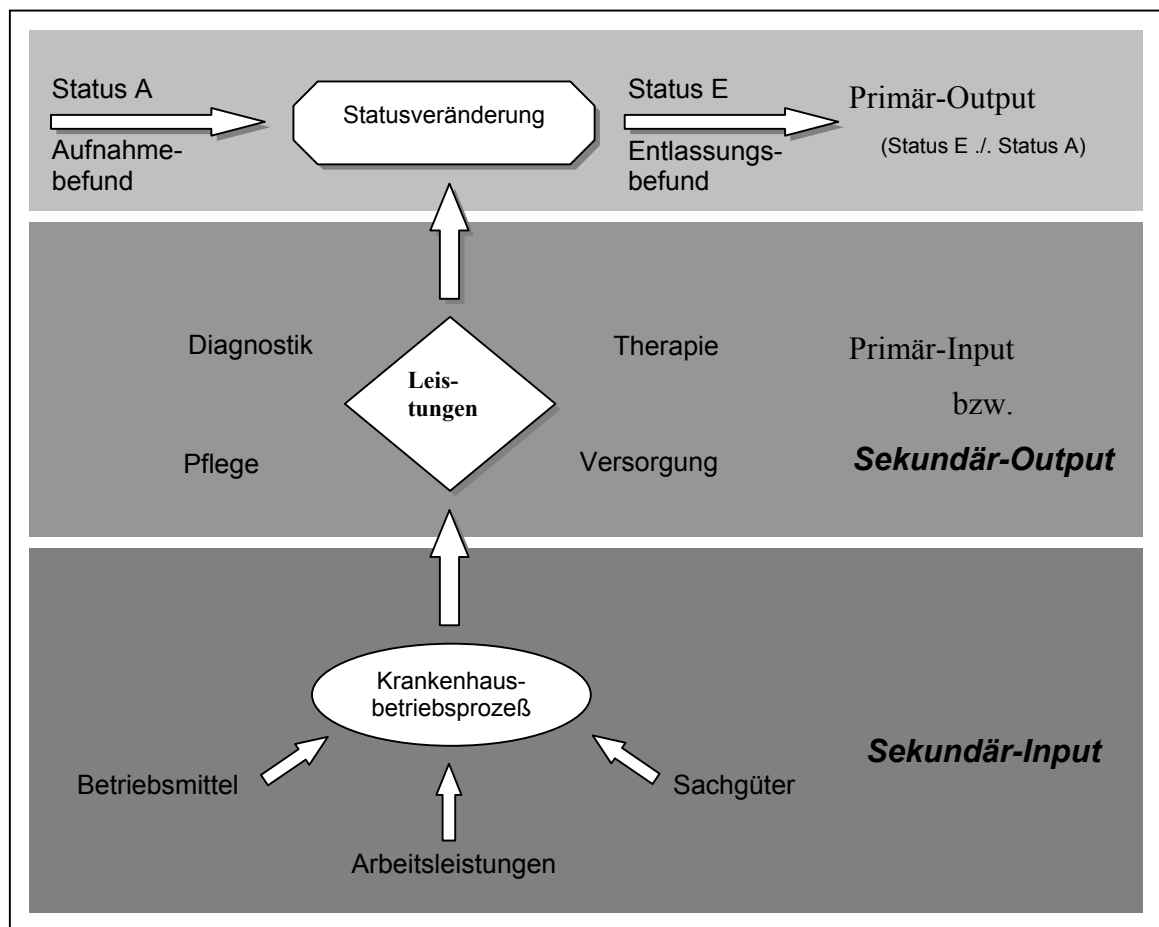 Status A
Aufnahme-
befund
Statusveränderung
Status E
Entlassungs-
befund
Primär-Output
(Status E ./. Status A)
Diagnostik
Therapie
Leis-
tungen
Pflege
Versorgung
Primär-Input
bzw.
Sekundär-Output
Krankenhaus-
betriebsprozeß
Betriebsmittel
Arbeitsleistungen
Sachgüter
Sekundär-Input